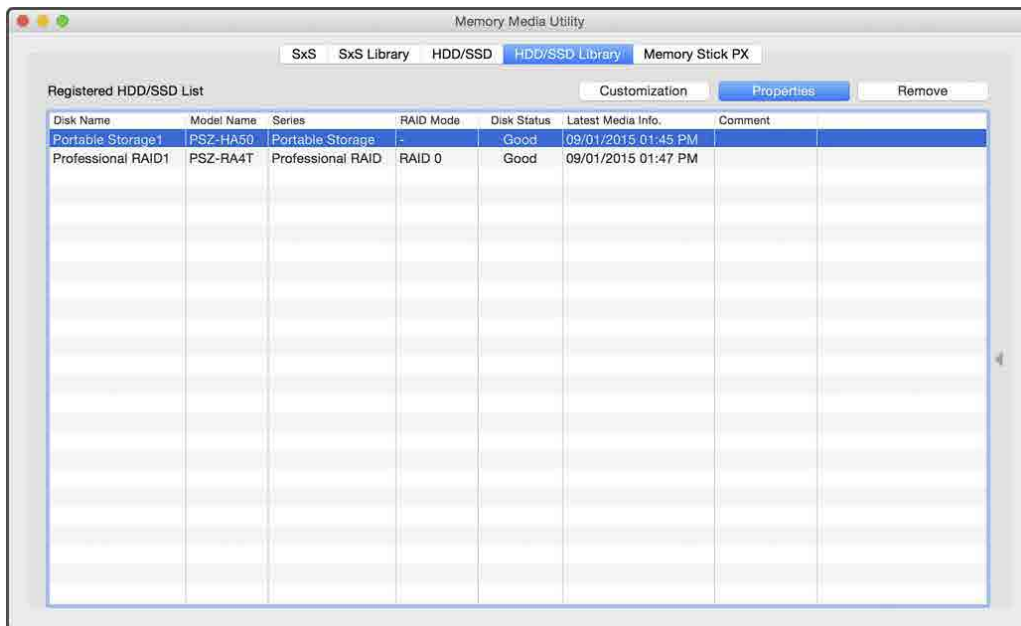 Memory Media Utility
SxS SxS Library HDD/SSD HDD/SSD Library Memory Stick PX
Registered HDD/SSD List Customization Properties Remove
Disk Name Model Name Series RAID Mode Disk Status Latest Media Info. Comment
Portable Storage1 PSZ-HA50 Portable Storage - Good 09/01/2015 01:45 PM
Professional RAID1 PSZ-RA4T Professional RAID RAID 0 Good 09/01/2015 01:47 PM